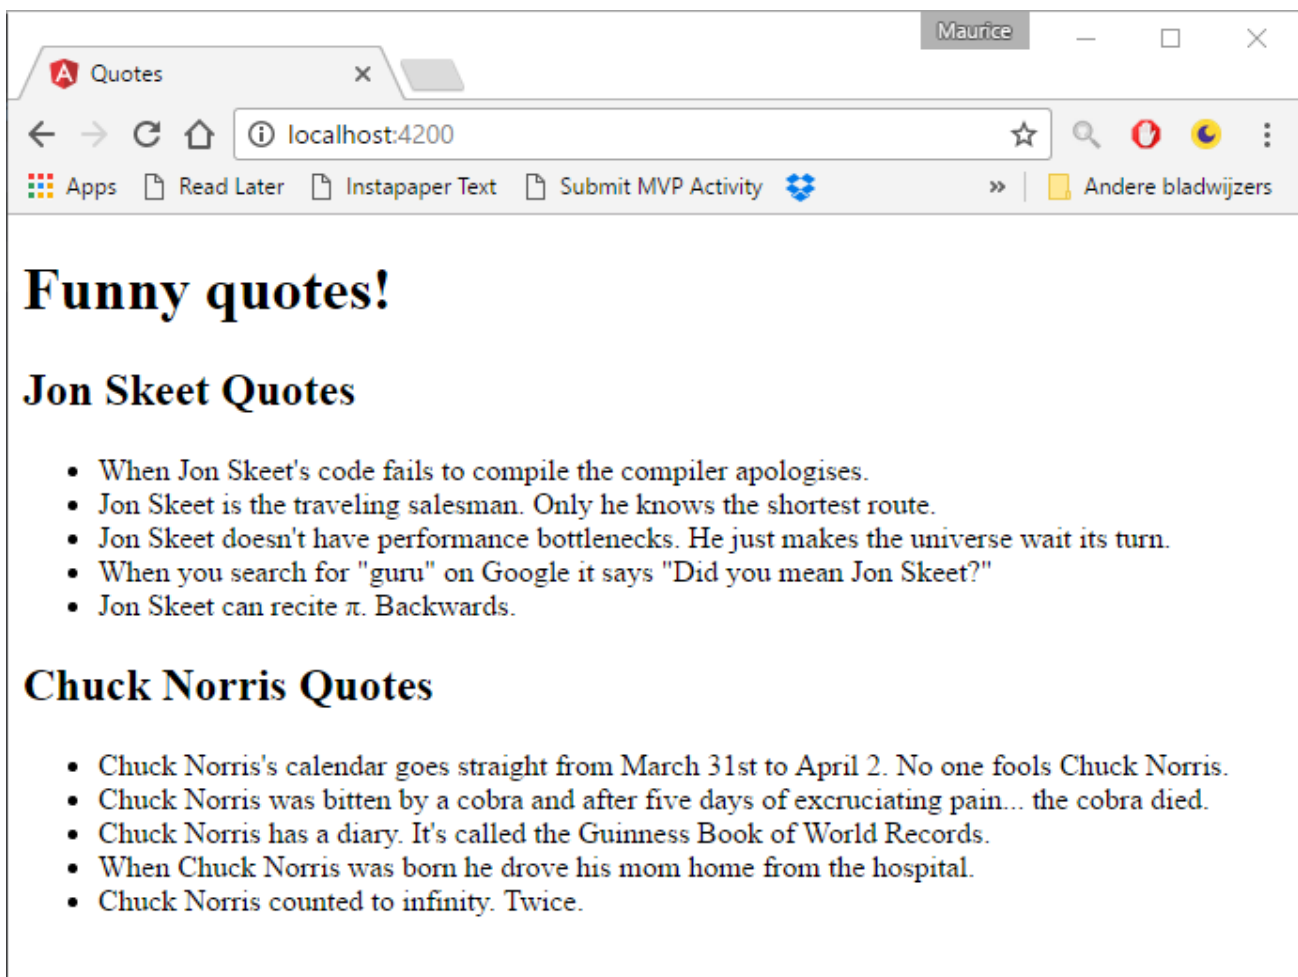 Maurice
Quotes
localhost:4200
Apps Read Later Instapaper Text Submit MVP Activity » Andere bladwijzers
Funny quotes!
Jon Skeet Quotes
• When Jon Skeet's code fails to compile the compiler apologises.
• Jon Skeet is the traveling salesman. Only he knows the shortest route.
• Jon Skeet doesn't have performance bottlenecks. He just makes the universe wait its turn.
• When you search for "guru" on Google it says "Did you mean Jon Skeet?"
• Jon Skeet can recite π. Backwards.
Chuck Norris Quotes
• Chuck Norris's calendar goes straight from March 31st to April 2. No one fools Chuck Norris.
• Chuck Norris was bitten by a cobra and after five days of excruciating pain... the cobra died.
• Chuck Norris has a diary. It's called the Guinness Book of World Records.
• When Chuck Norris was born he drove his mom home from the hospital.
• Chuck Norris counted to infinity. Twice.